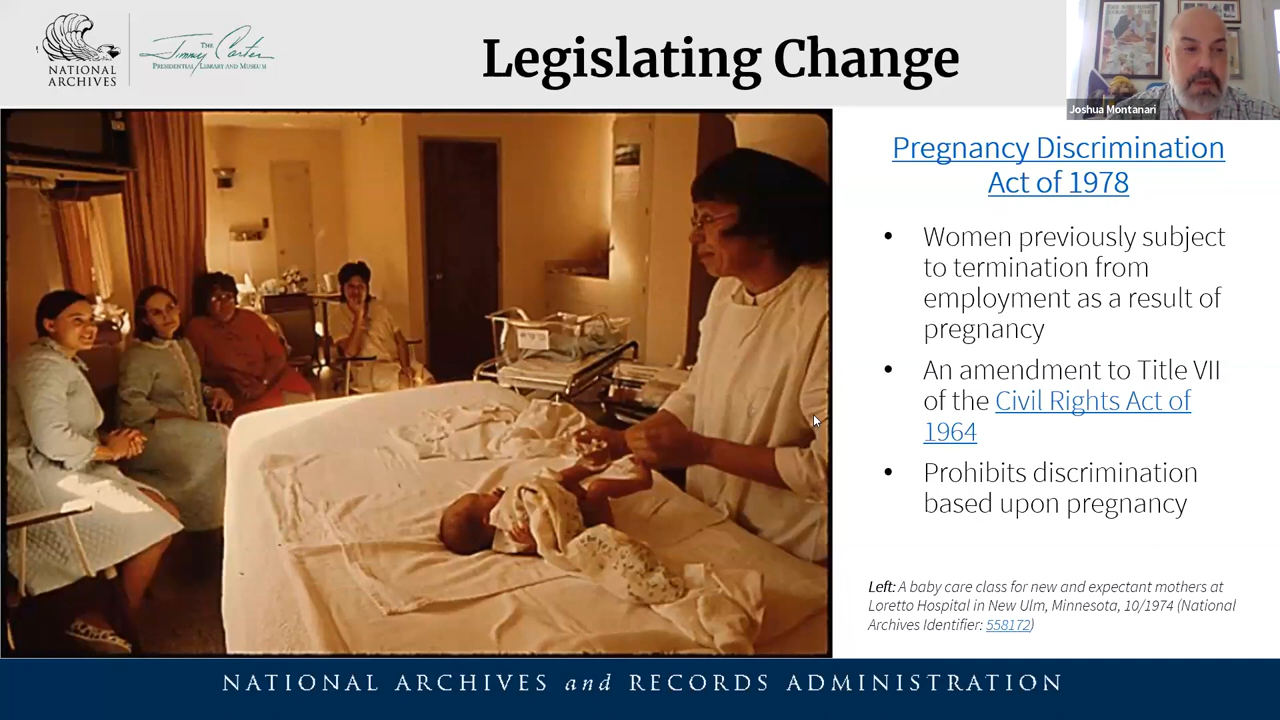 NATIONAL
ARCHIVES
THE
Jimmy Carter
PRESIDENTIAL LIBRARY AND MUSEUM
Legislating Change
Joshua Montanari
Pregnancy Discrimination
Act of 1978
• Women previously subject
to termination from
employment as a result of
pregnancy
• An amendment to Title VII
of the Civil Rights Act of
1964
• Prohibits discrimination
based upon pregnancy
Left: A baby care class for new and expectant mothers at
Loretto Hospital in New Ulm, Minnesota, 10/1974 (National
Archives Identifier: 558172)
NATIONAL ARCHIVES and RECORDS ADMINISTRATION